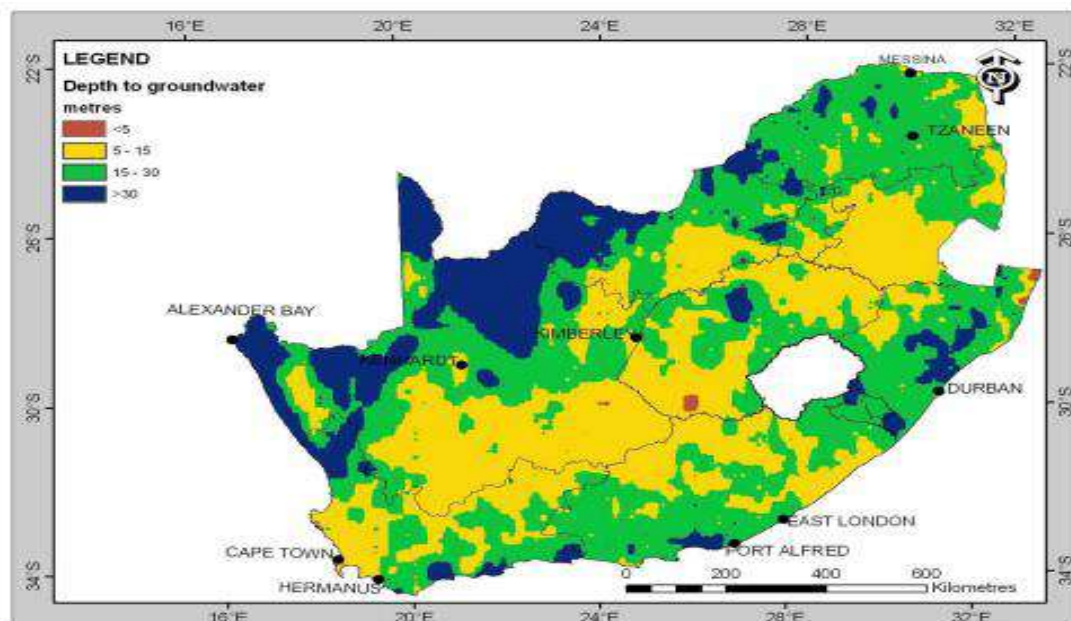 16°E 20°E 24°E 28°E 32°E
LEGEND
Depth to groundwater
metres
<5
5 - 15
15 - 30
>30
22°S
26°S
30°S
34°S
22°S
26°S
30°S
34°S
MESSINA
N
TZANEEN
ALEXANDER BAY
KIMBERLEY
KENHARDT
DURBAN
EAST LONDON
PORT ALFRED
CAPE TOWN
HERMANUS
0 200 400 600
Kilometres
16°E 20°E 24°E 28°E 32°E